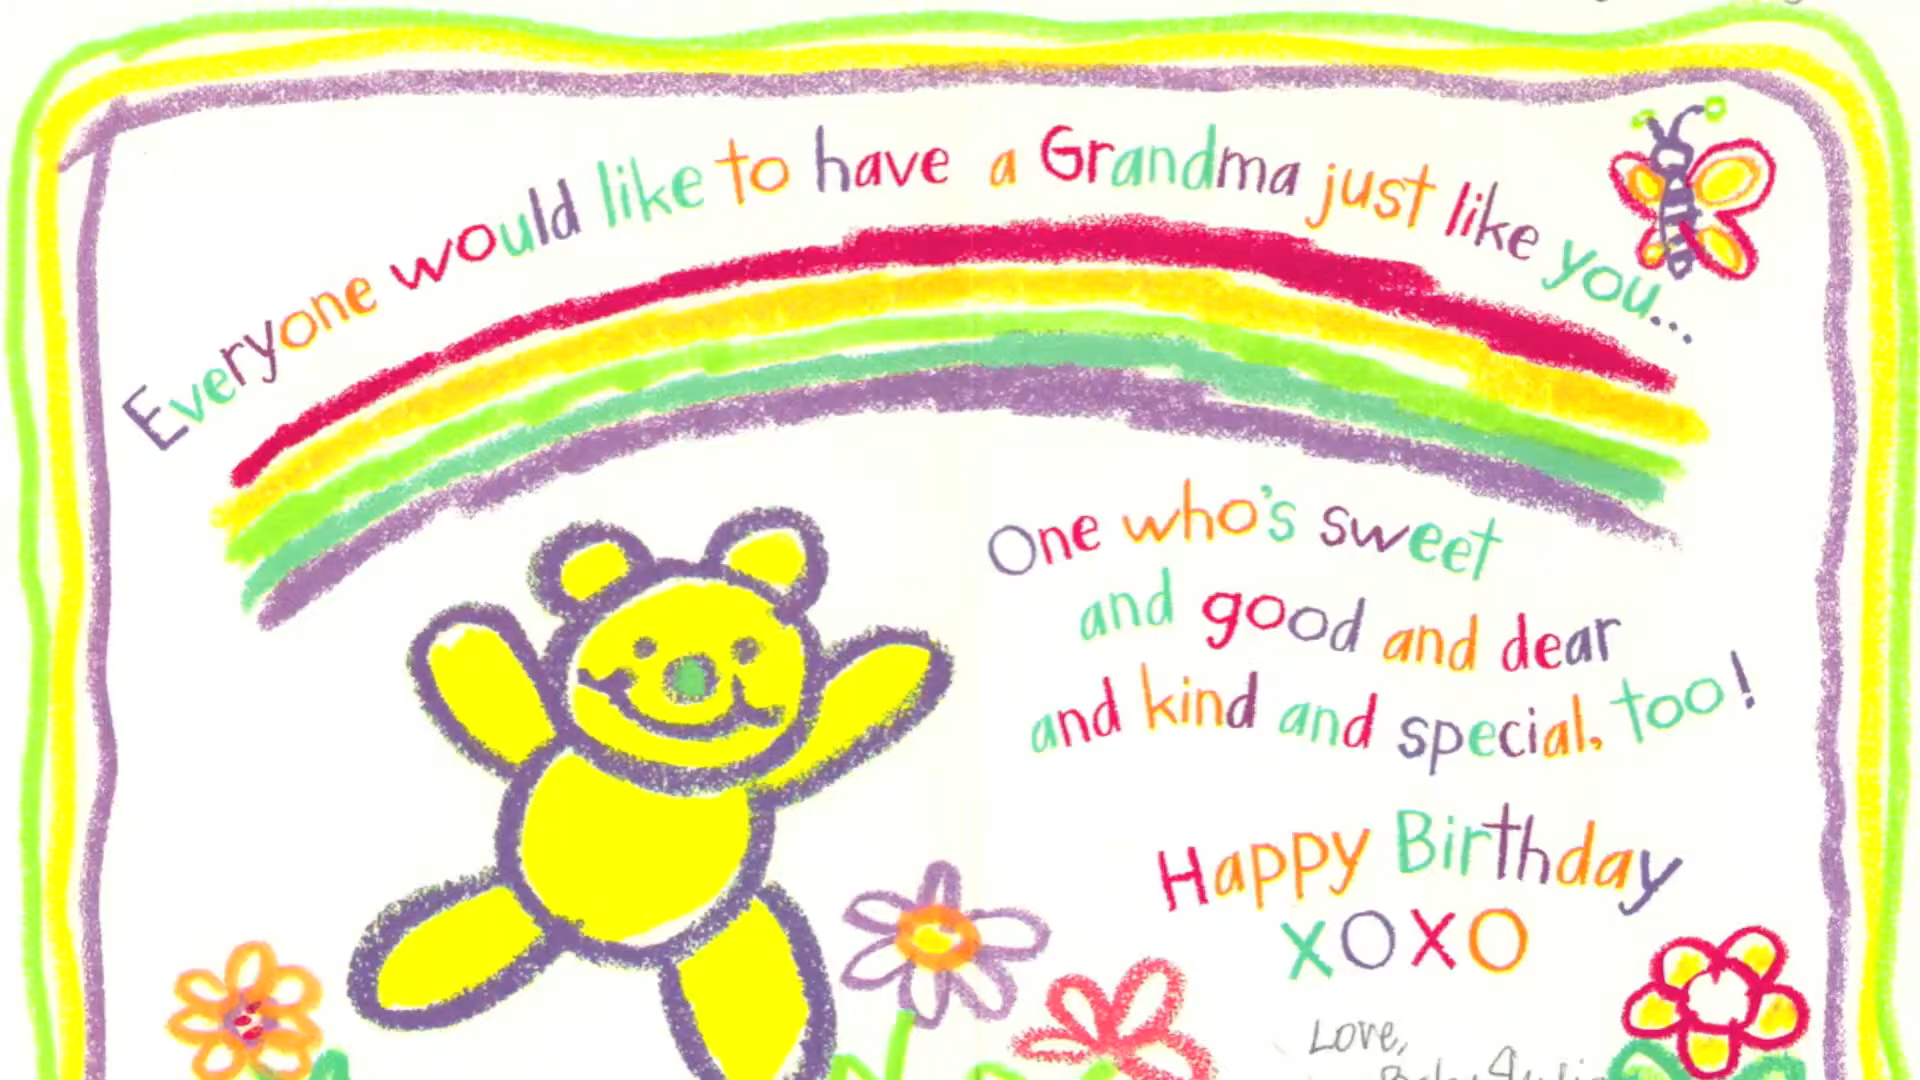 Everyone would like to have a Grandma just like you...
One who's sweet
and good and dear
and kind and special, too!
Happy Birthday
XOXO
Love,
Baby